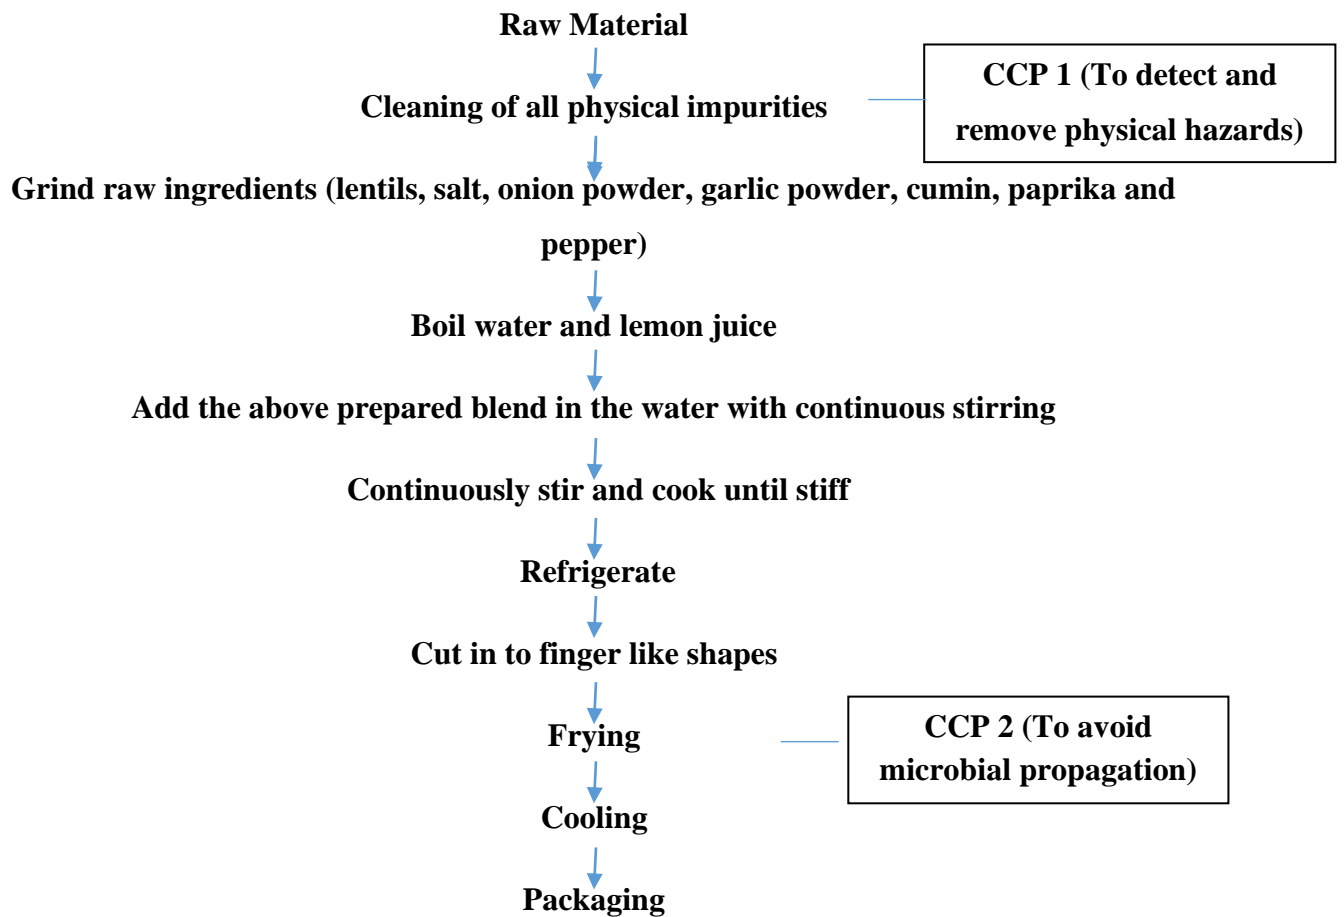 Raw Material
CCP 1 (To detect and
remove physical hazards)
Cleaning of all physical impurities
Grind raw ingredients (lentils, salt, onion powder, garlic powder, cumin, paprika and
pepper)
Boil water and lemon juice
Add the above prepared blend in the water with continuous stirring
Continuously stir and cook until stiff
Refrigerate
Cut in to finger like shapes
Frying
CCP 2 (To avoid
microbial propagation)
Cooling
Packaging